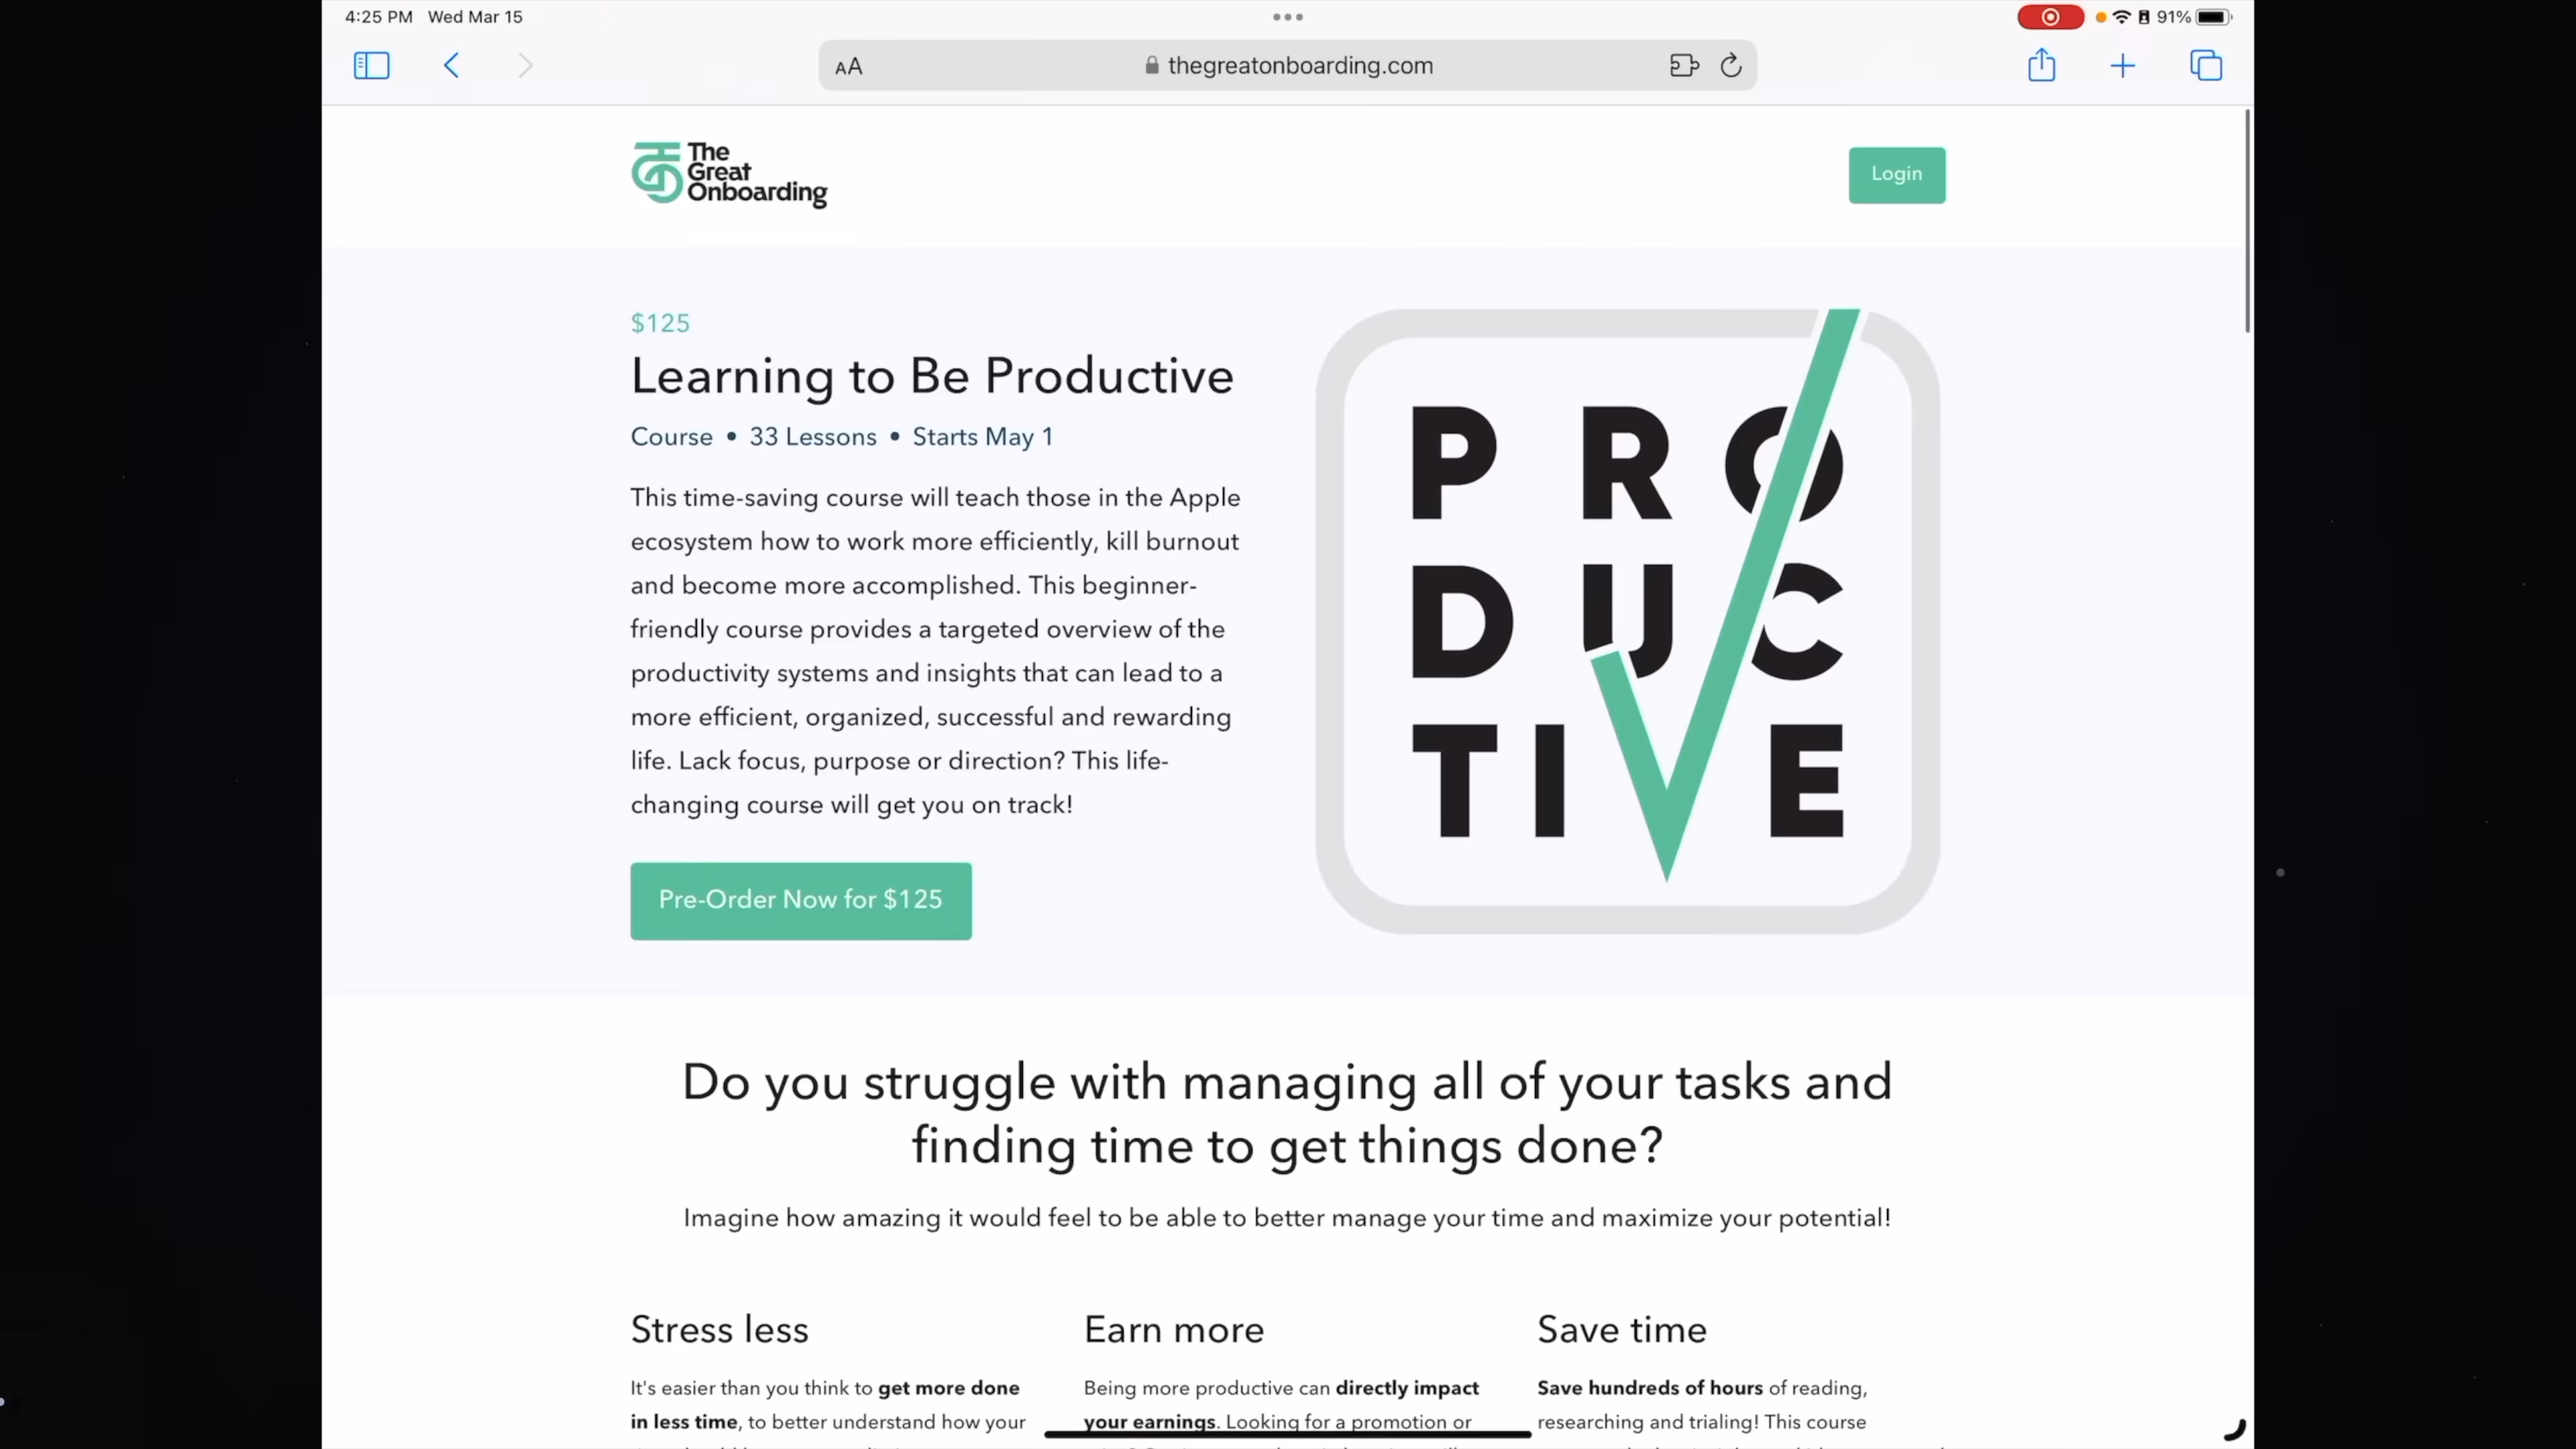 4:25 PM Wed Mar 15
91%
AA
thegreatonboarding.com
The
Great
Onboarding
Login
$125
Learning to Be Productive
Course • 33 Lessons • Starts May 1
This time-saving course will teach those in the Apple
ecosystem how to work more efficiently, kill burnout
and become more accomplished. This beginner-
friendly course provides a targeted overview of the
productivity systems and insights that can lead to a
more efficient, organized, successful and rewarding
life. Lack focus, purpose or direction? This life-
changing course will get you on track!
Pre-Order Now for $125
PRO
DUC
TIVE
Do you struggle with managing all of your tasks and
finding time to get things done?
Imagine how amazing it would feel to be able to better manage your time and maximize your potential!
Stress less
It's easier than you think to get more done
in less time, to better understand how your
Earn more
Being more productive can directly impact
your earnings. Looking for a promotion or
Save time
Save hundreds of hours of reading,
researching and trialing! This course